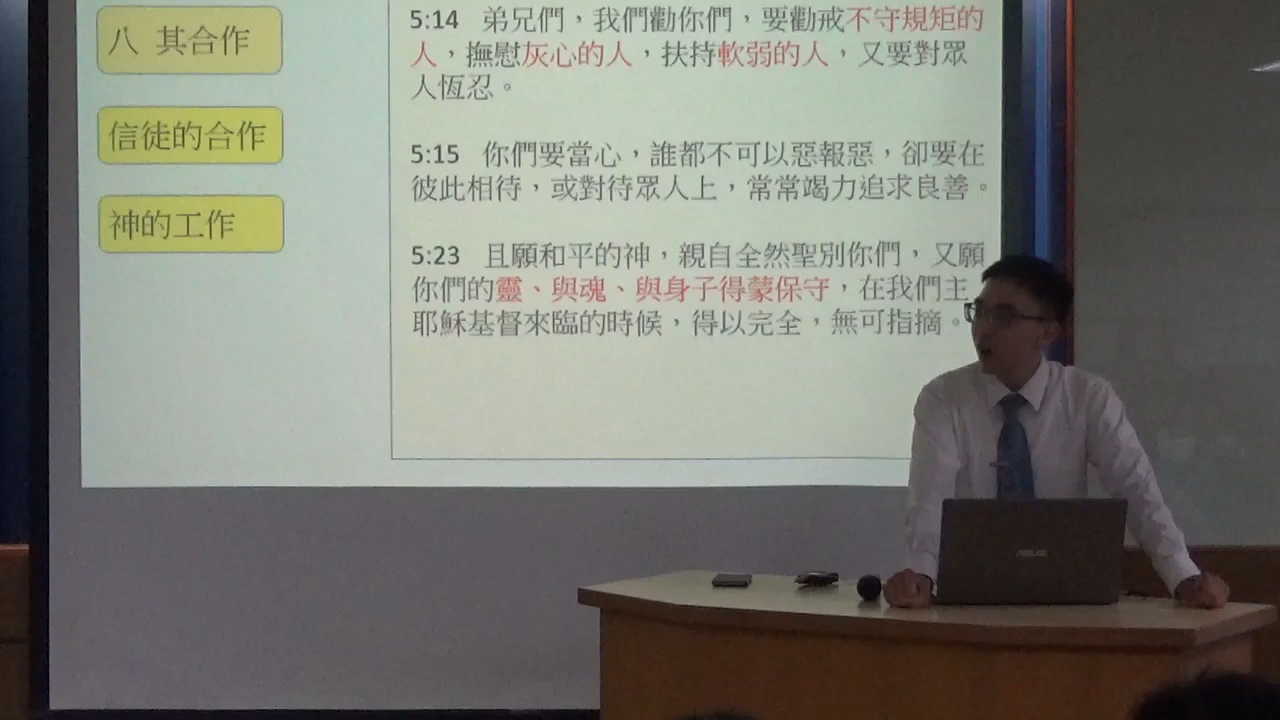 八 其合作
信徒的合作
神的工作
5:14 弟兄們，我們勸你們，要勸戒不守規矩的
人，撫慰灰心的人，扶持軟弱的人，又要對眾
人恆忍。
5:15 你們要當心，誰都不可以惡報惡，卻要在
彼此相待，或對待眾人上，常常竭力追求良善。
5:23 且願和平的神，親自全然聖別你們，又願
你們的靈、與魂、與身子得蒙保守，在我們主
耶穌基督來臨的時候，得以完全，無可指摘。
ASUS